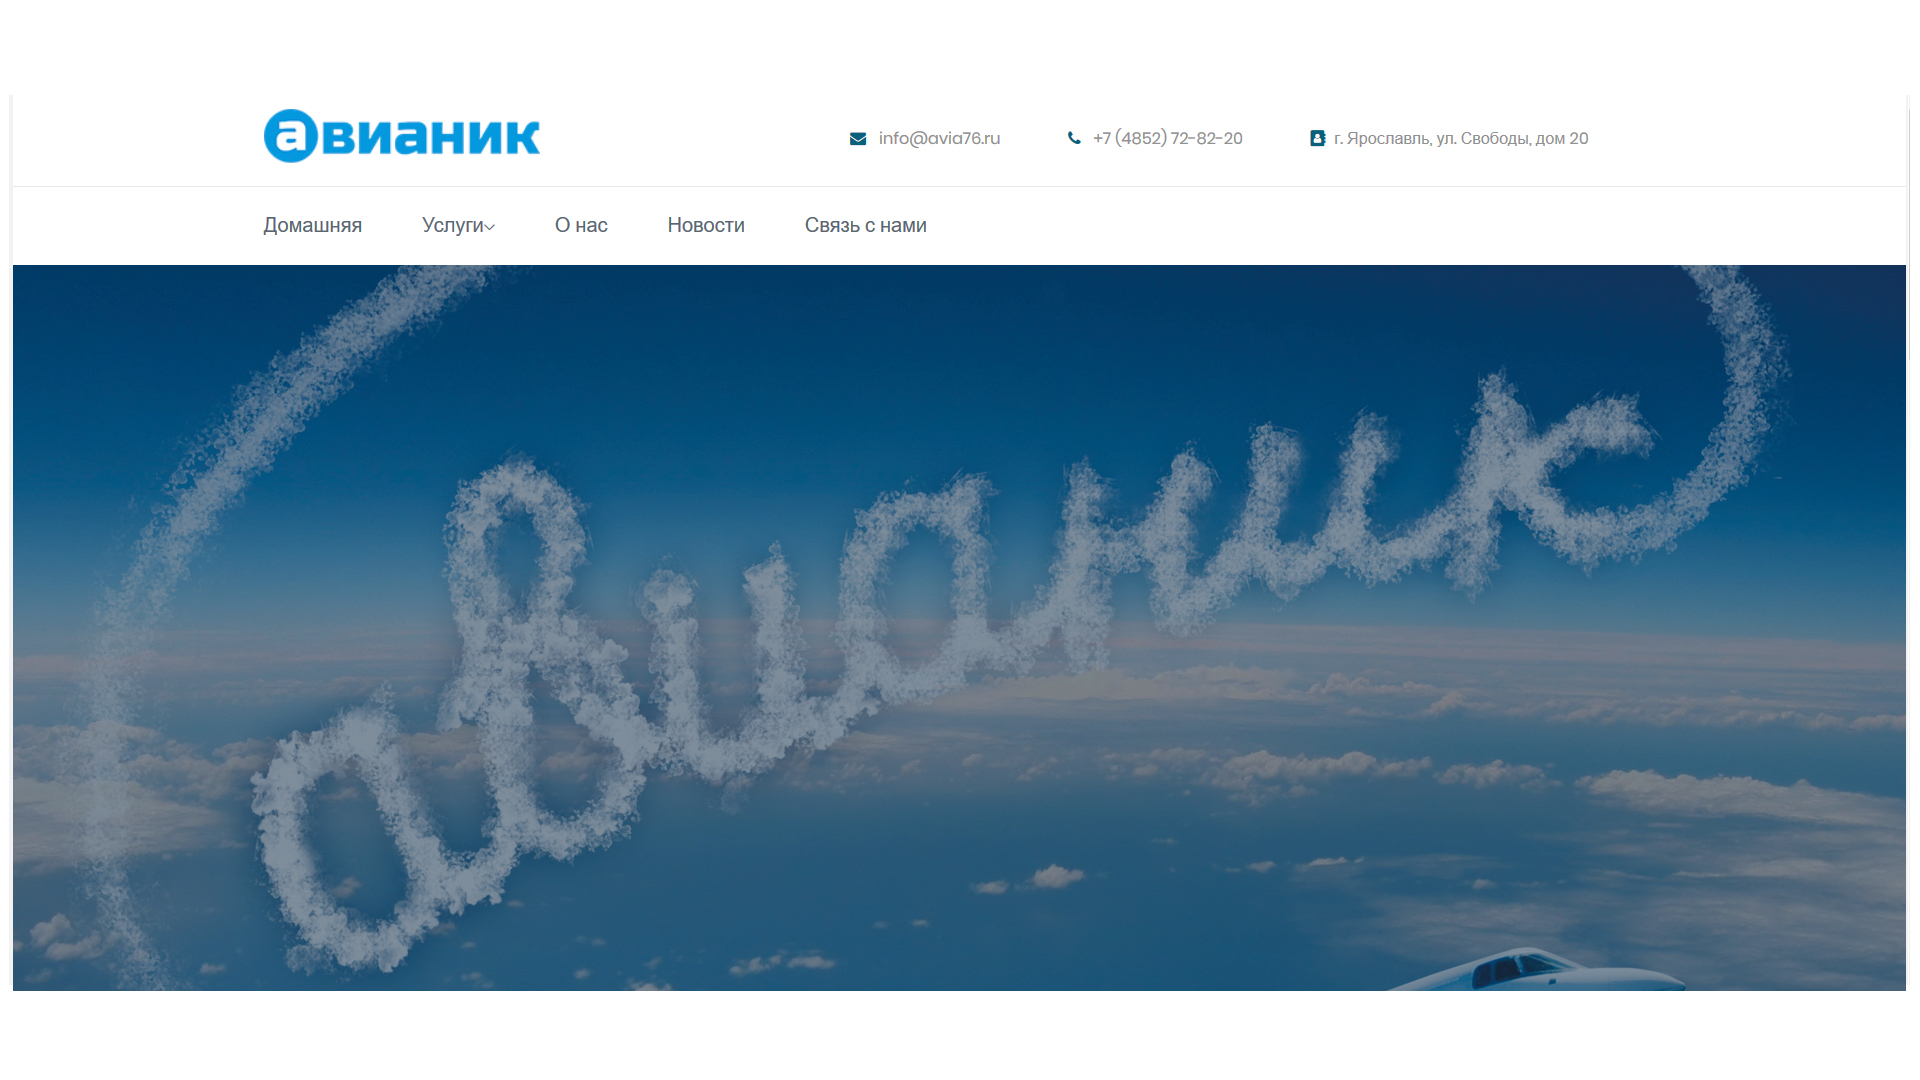 авианик
info@avia76.ru
+7 (4852) 72-82-20
г. Ярославль, ул. Свободы, дом 20
Домашняя Услуги О нас Новости Связь с нами
авианик